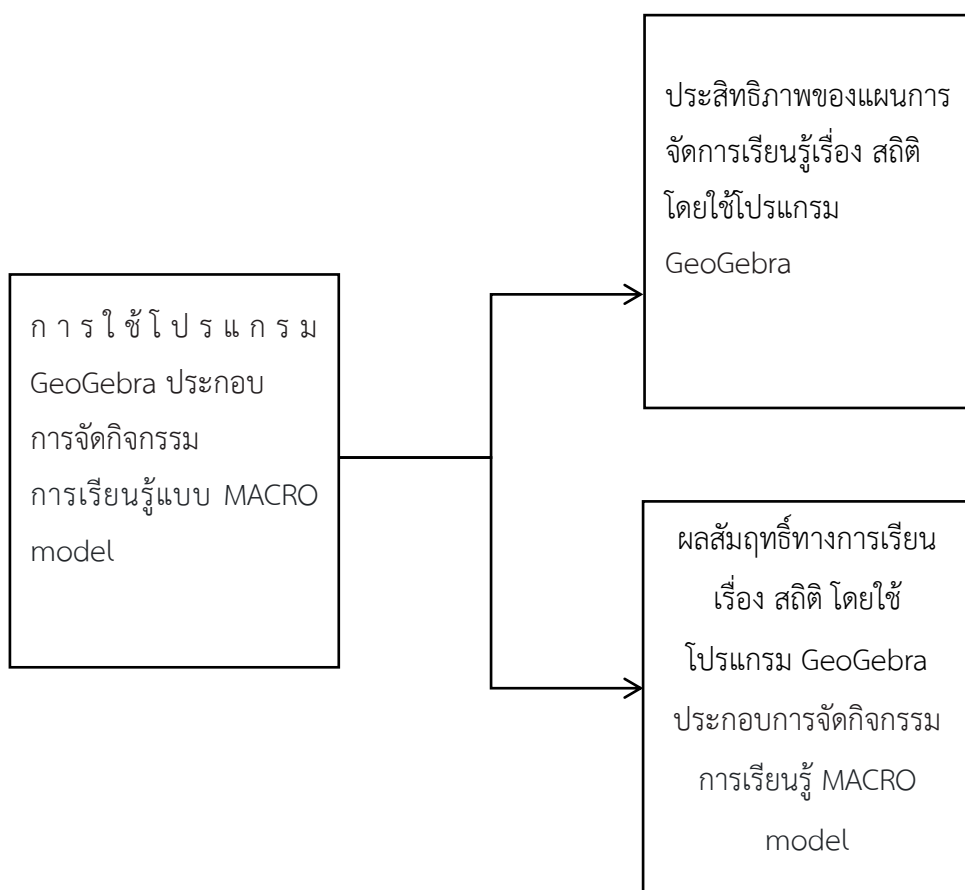 การใช้โปรแกรม
GeoGebra ประกอบ
การจัดกิจกรรม
การเรียนรู้แบบ MACRO
model
ประสิทธิภาพของแผนการ
จัดการเรียนรู้เรื่อง สถิติ
โดยใช้โปรแกรม
GeoGebra
ผลสัมฤทธิ์ทางการเรียน
เรื่อง สถิติ โดยใช้
โปรแกรม GeoGebra
ประกอบการจัดกิจกรรม
การเรียนรู้ MACRO
model